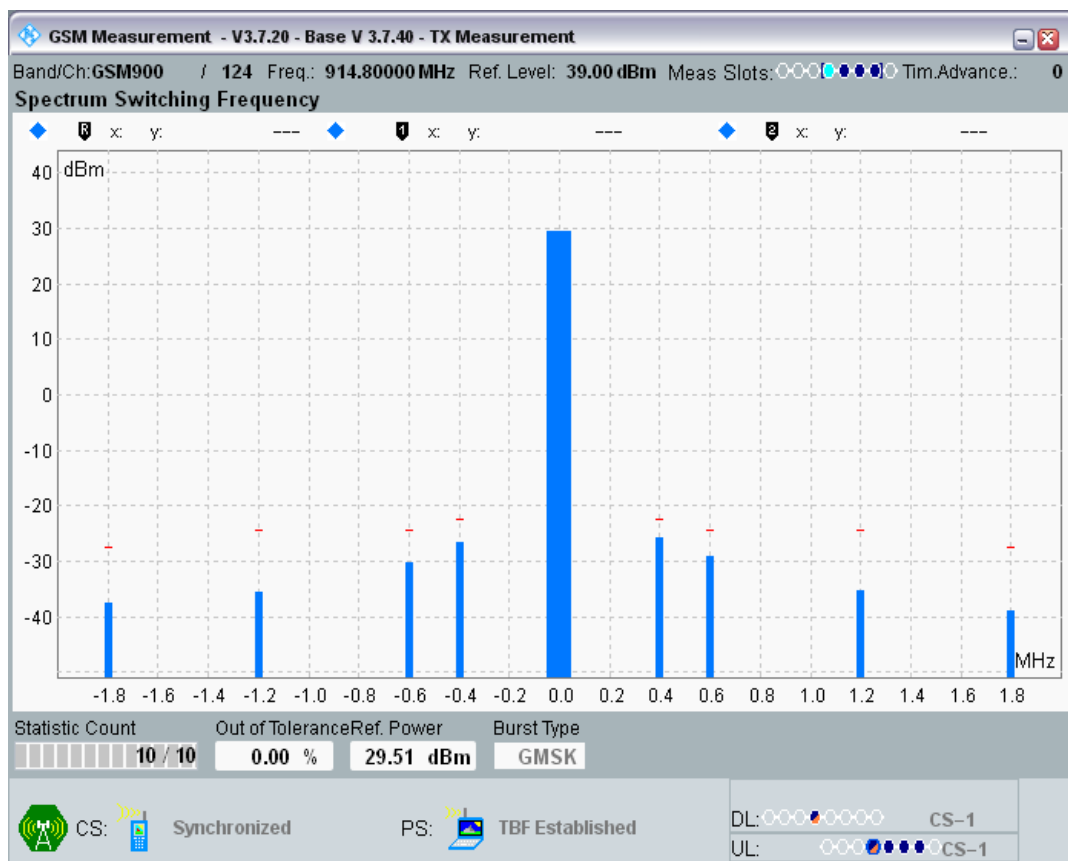 GSM Measurement - V3.7.20 - Base V 3.7.40 - TX Measurement
Band/Ch:GSM900 / 124 Freq.: 914.80000 MHz Ref. Level: 39.00 dBm Meas Slots: Tim.Advance.: 0
Spectrum Switching Frequency
R x: y: --- 1 x: y: --- 2 x: y: ---
40 dBm
30
20
10
0
-10
-20
-30
-40
MHz
-1.8 -1.6 -1.4 -1.2 -1.0 -0.8 -0.6 -0.4 -0.2 0.0 0.2 0.4 0.6 0.8 1.0 1.2 1.4 1.6 1.8
Statistic Count Out of Tolerance Ref. Power Burst Type
10 / 10 0.00 % 29.51 dBm GMSK
CS: Synchronized PS: TBF Established DL: CS-1
UL: CS-1